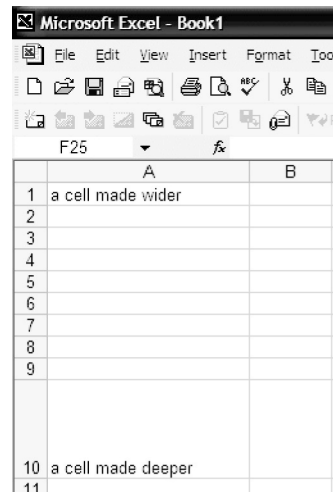 Microsoft Excel - Book1
File Edit View Insert Format Too
ABC
F25 fx
A B
1 a cell made wider
2
3
4
5
6
7
8
9
10 a cell made deeper
11